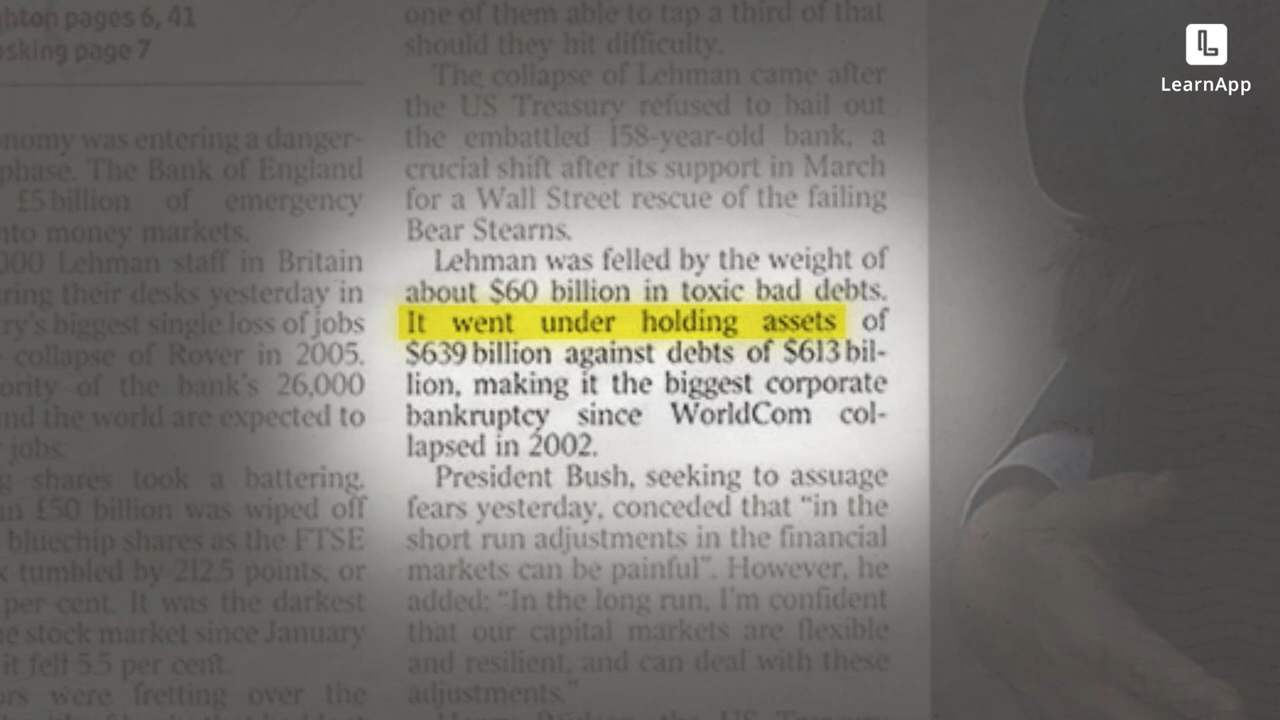 ghton pages 6, 41
sking page 7
nomy was entering a danger-
phase. The Bank of England
£5 billion of emergency
nto money markets.
000 Lehman staff in Britain
ring their desks yesterday in
ry's biggest single loss of jobs
collapse of Rover in 2005.
ority of the bank's 26,000
nd the world are expected to
jobs.
g shares took a battering.
an £50 billion was wiped off
bluechip shares as the FTSE
x tumbled by 212.5 points, or
per cent. It was the darkest
e stock market since January
it fell 5.5 per cent.
ors were fretting over the
one of them able to tap a third of that
should they hit difficulty.
The collapse of Lehman came after
the US Treasury refused to bail out
the embattled 158-year-old bank, a
crucial shift after its support in March
for a Wall Street rescue of the failing
Bear Stearns.
Lehman was felled by the weight of
about $60 billion in toxic bad debts.
It went under holding assets of
$639 billion against debts of $613 bil-
lion, making it the biggest corporate
bankruptcy since WorldCom col-
lapsed in 2002.
President Bush, seeking to assuage
fears yesterday, conceded that “in the
short run adjustments in the financial
markets can be painful”. However, he
added: “In the long run, I'm confident
that our capital markets are flexible
and resilient, and can deal with these
adjustments.”
the US Treasury
LearnApp